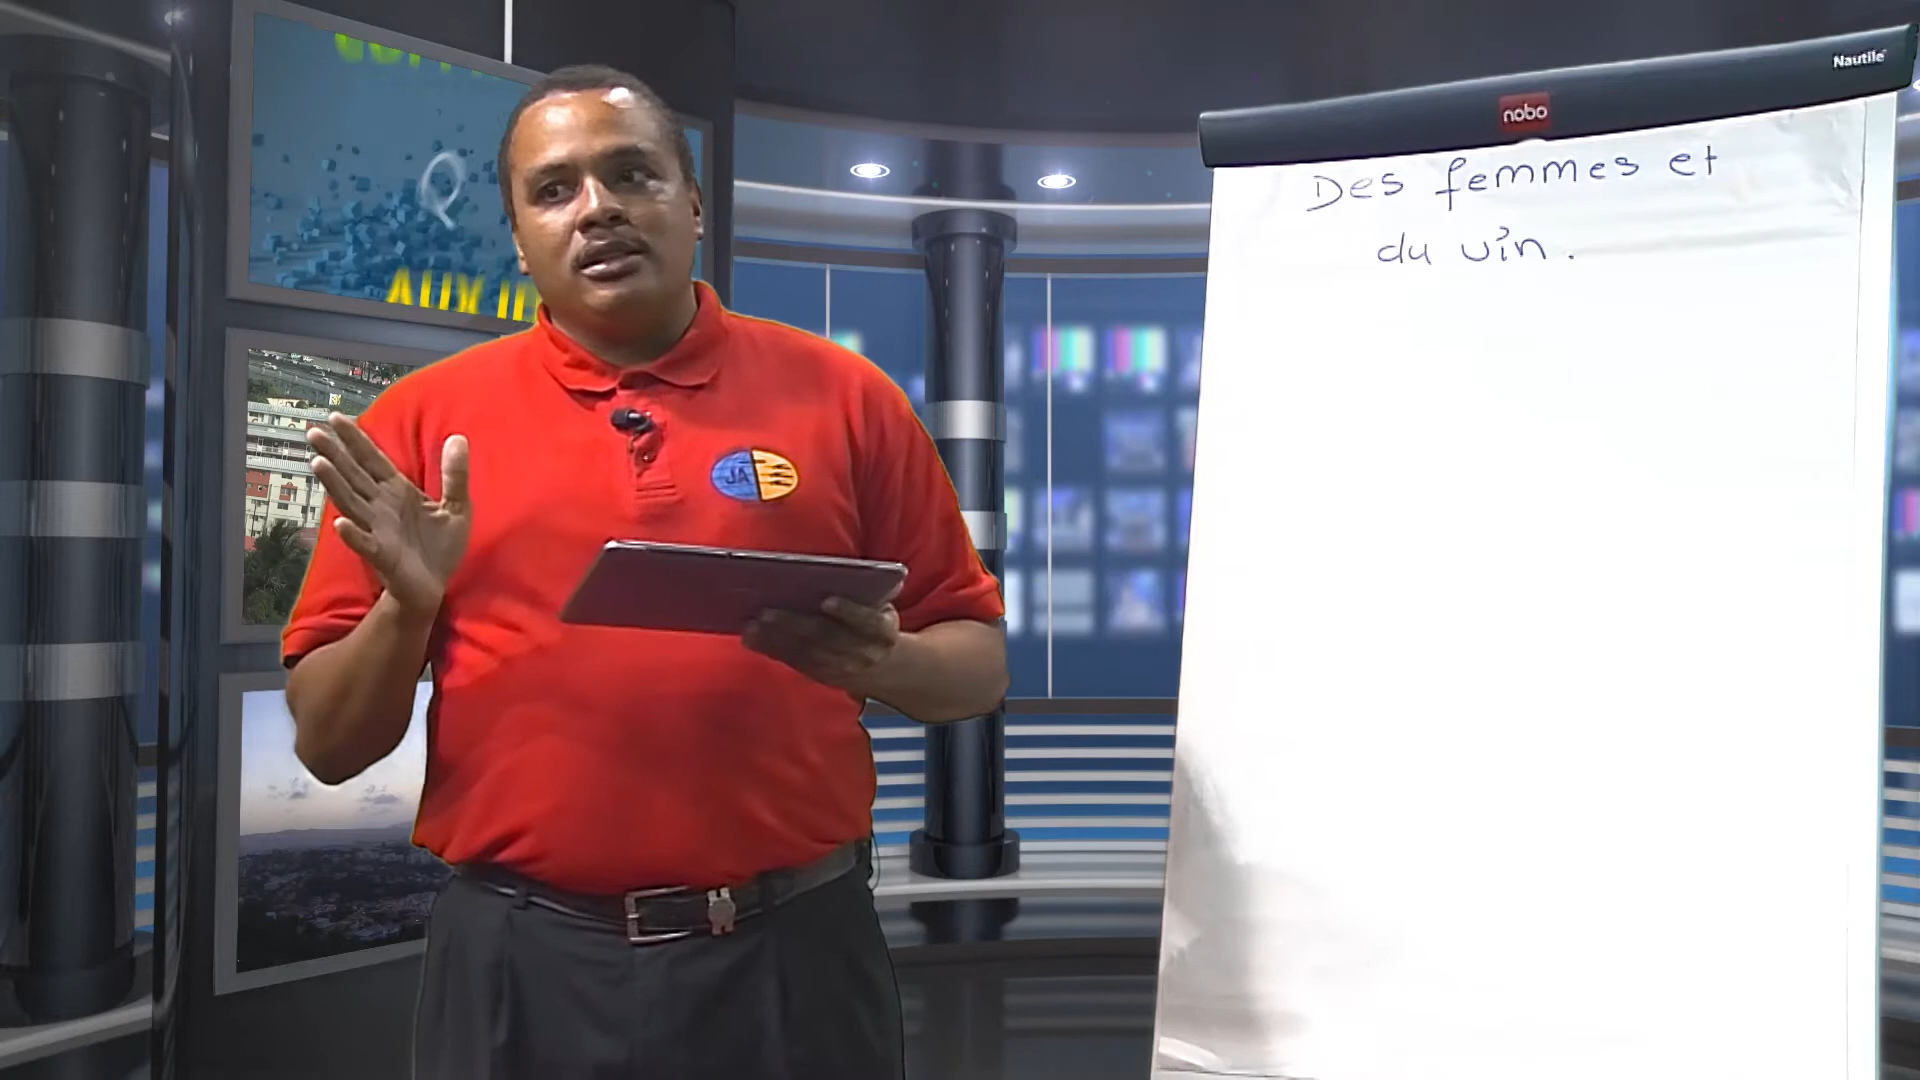 Q
JA
Nautile
nobo
Des femmes et
du vin.